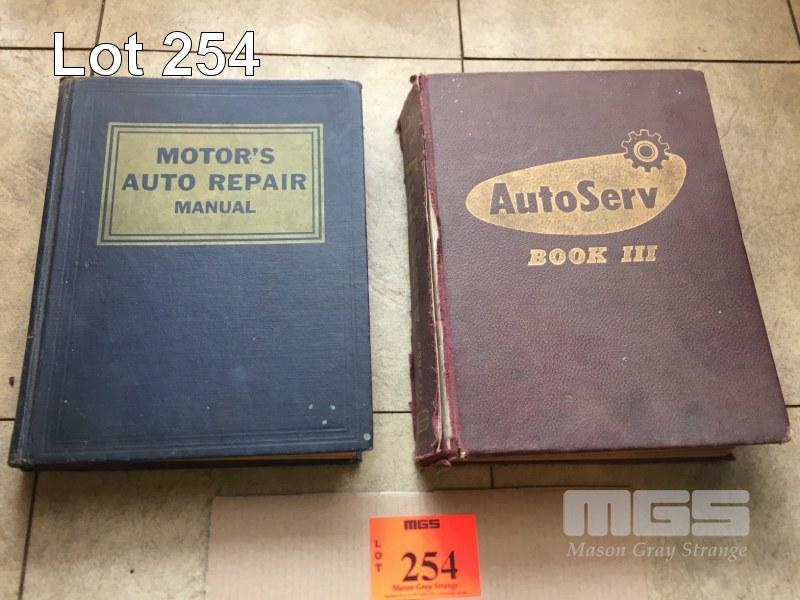 Lot 254
MOTOR'S
AUTO REPAIR
MANUAL
AutoServ
BOOK III
MGS
LOT
254
Mason Gray Strange
MGS
Mason Gray Strange